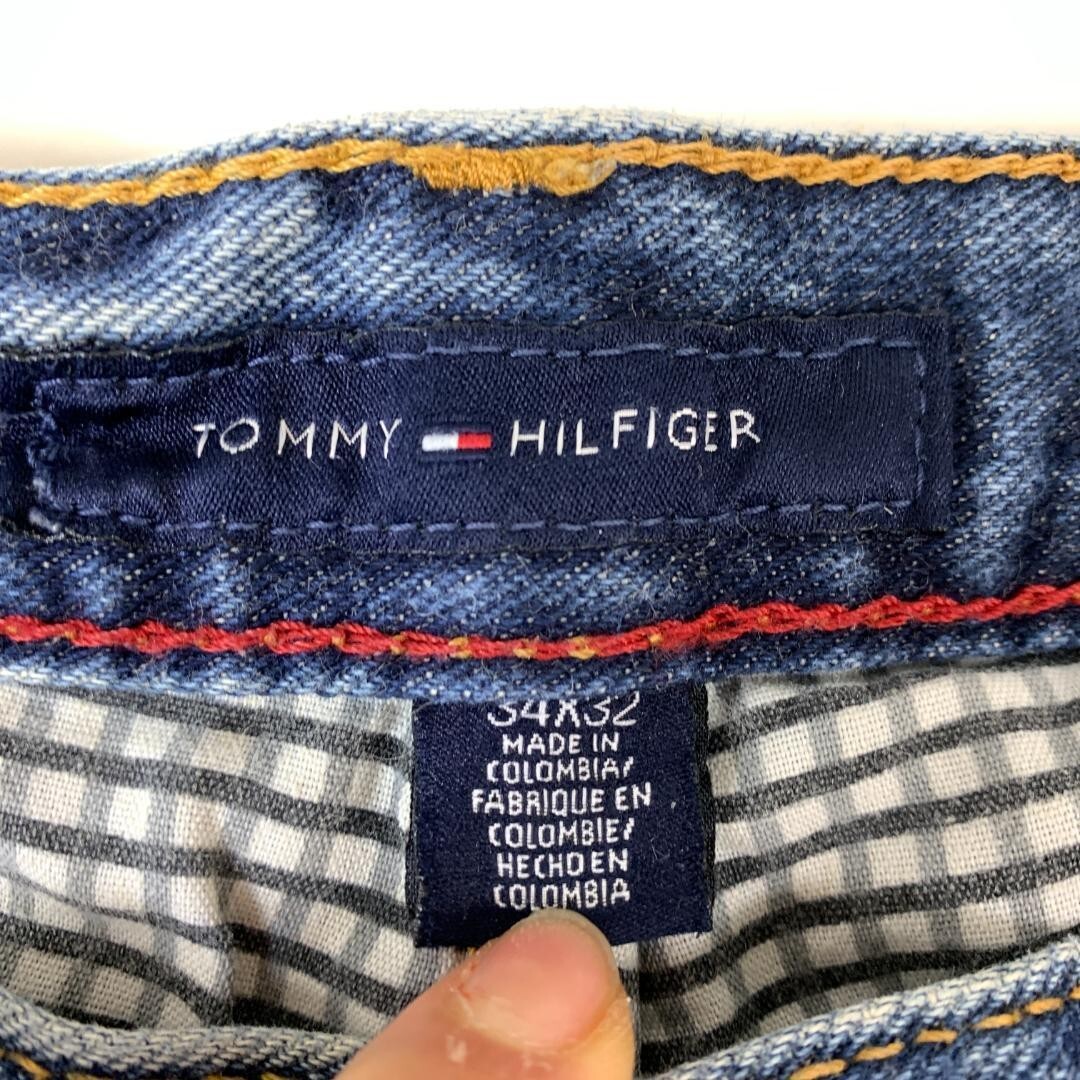 TOMMY HILFIGER
34X32
MADE IN
COLOMBIA/
FABRIQUE EN
COLOMBIE/
HECHO EN
COLOMBIA